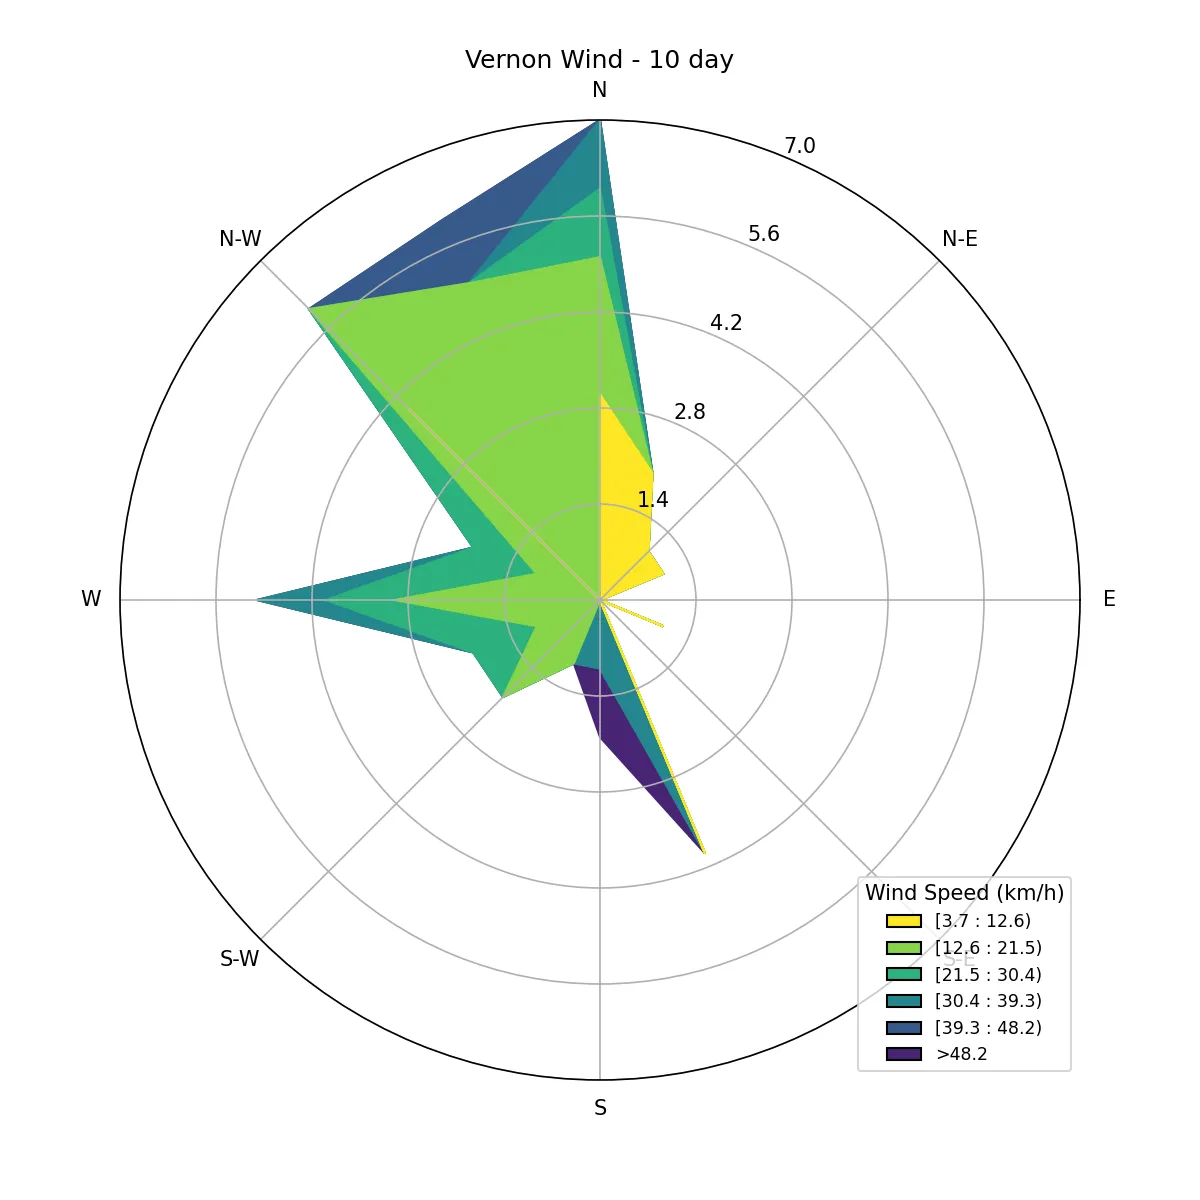 Vernon Wind - 10 day
N
7.0
N-W
5.6
N-E
4.2
2.8
1.4
W
E
Wind Speed (km/h)
[3.7 : 12.6)
[12.6 : 21.5)
S-W
S-E
[21.5 : 30.4)
[30.4 : 39.3)
[39.3 : 48.2)
>48.2
S